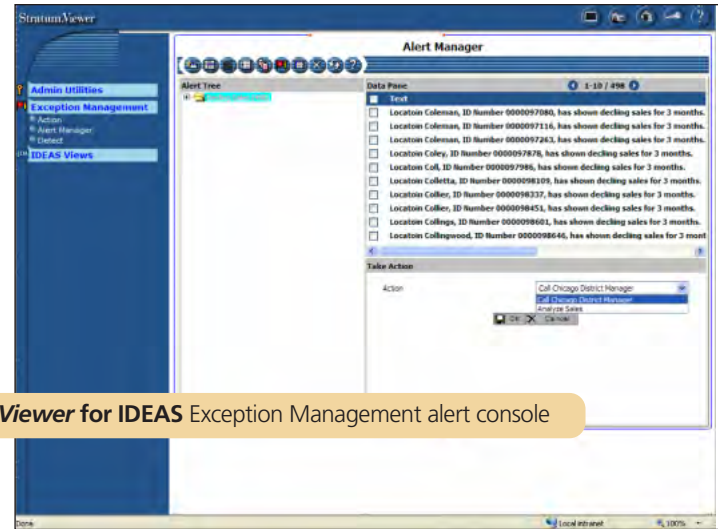 Stratum.Viewer
Alert Manager
Admin Utilities
Exception Management
Action
Alert Manager
Detect
IDEAS Views
Alert Tree
Data Pane
1-10 / 498
Text
Locatoin Coleman, ID Number 0000097080, has shown decling sales for 3 months.
Locatoin Coleman, ID Number 0000097116, has shown decling sales for 3 months.
Locatoin Coleman, ID Number 0000097263, has shown decling sales for 3 months.
Locatoin Coley, ID Number 0000097878, has shown decling sales for 3 months.
Locatoin Coll, ID Number 0000097986, has shown decling sales for 3 months.
Locatoin Colletta, ID Number 0000098109, has shown decling sales for 3 months.
Locatoin Collier, ID Number 0000098337, has shown decling sales for 3 months.
Locatoin Collier, ID Number 0000098451, has shown decling sales for 3 months.
Locatoin Collings, ID Number 0000098601, has shown decling sales for 3 months.
Locatoin Collingwood, ID Number 0000098646, has shown decling sales for 3 mont
Take Action
Action
Call Chicago District Manager
Call Chicago District Manager
Analyze Sales
OK Cancel
Viewer for IDEAS Exception Management alert console
Done
Local intranet
100%